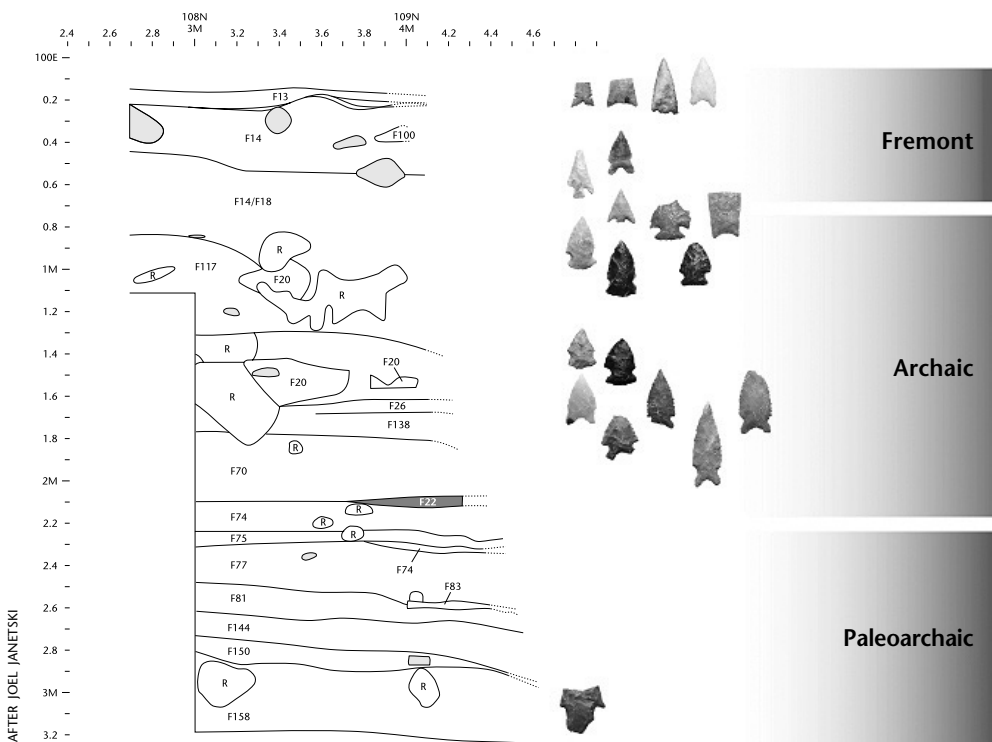 108N
109N
2.4
2.6
2.8
3M
3.2
3.4
3.6
3.8
4M
4.2
4.4
4.6
100E
0.2
0.4
0.6
0.8
1M
1.2
1.4
1.6
1.8
2M
2.2
2.4
2.6
2.8
3M
3.2
F13
F14
F100
F14/F18
R
F117
R
F20
R
R
F20
F20
R
F26
F138
R
F70
F22
R
F74
R
F75
R
F77
F74
F83
F81
F144
F150
R
R
F158
Fremont
Archaic
Paleoarchaic
AFTER JOEL JANETSKI